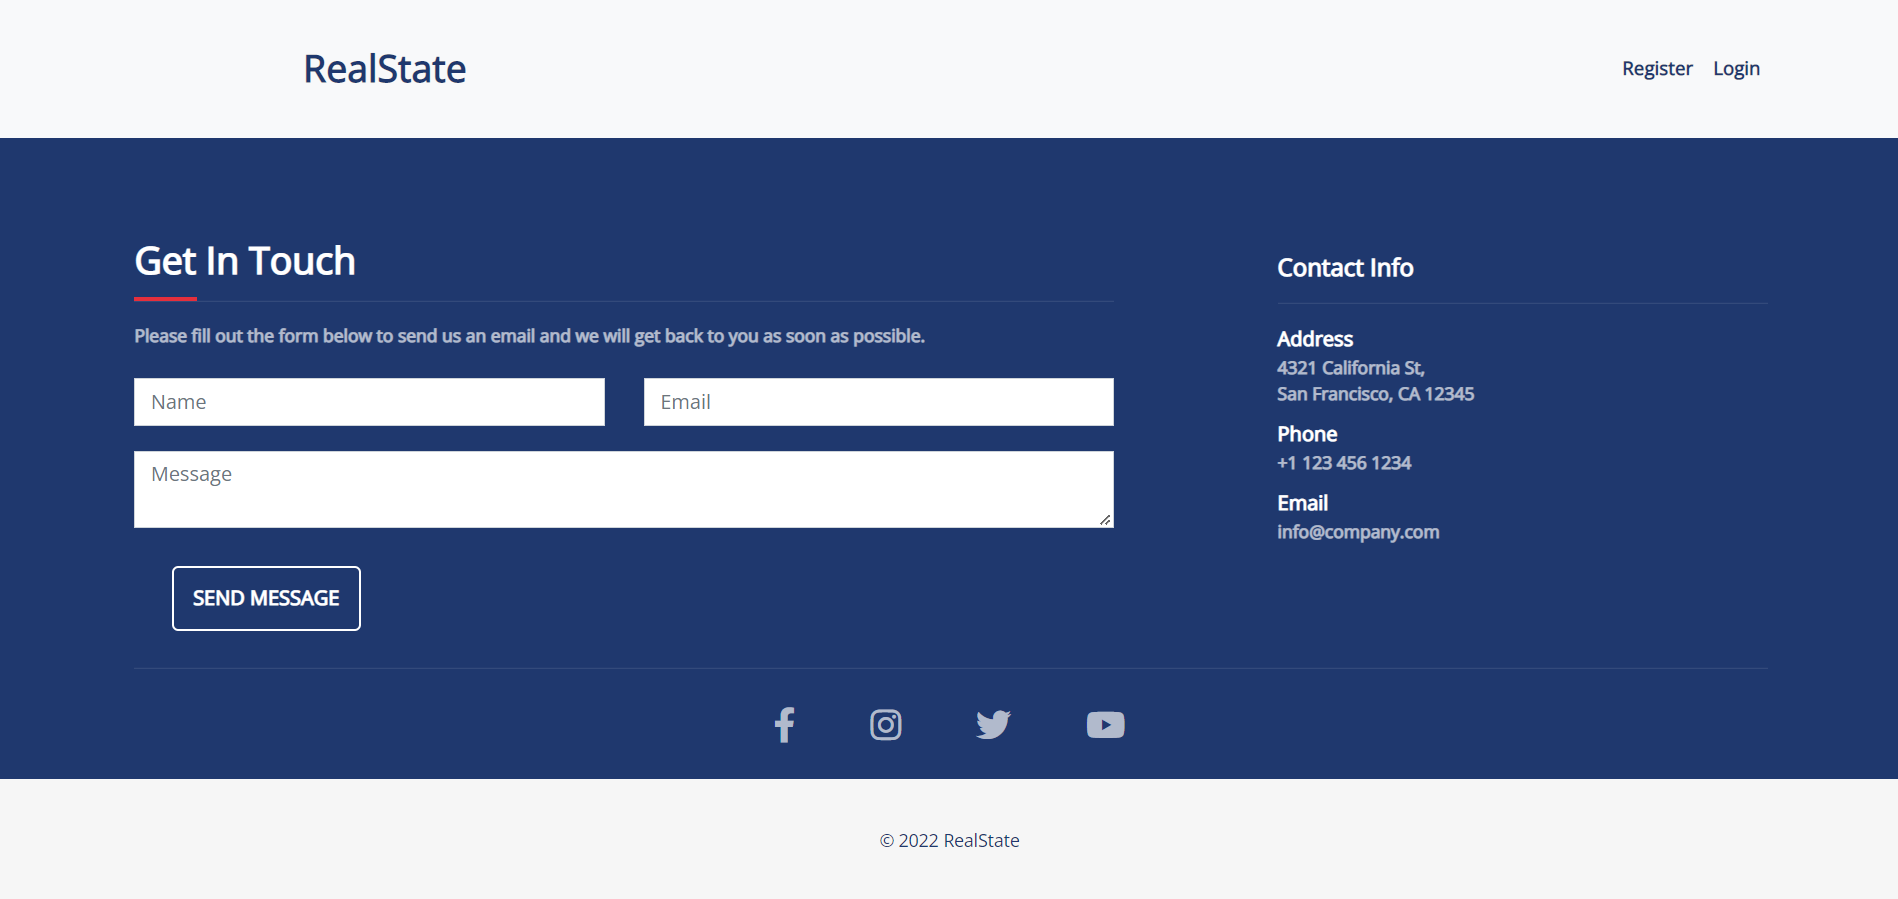 RealState
Register Login
Get In Touch
Please fill out the form below to send us an email and we will get back to you as soon as possible.
Name
Email
Message
SEND MESSAGE
Contact Info
Address
4321 California St,
San Francisco, CA 12345
Phone
+1 123 456 1234
Email
info@company.com
© 2022 RealState